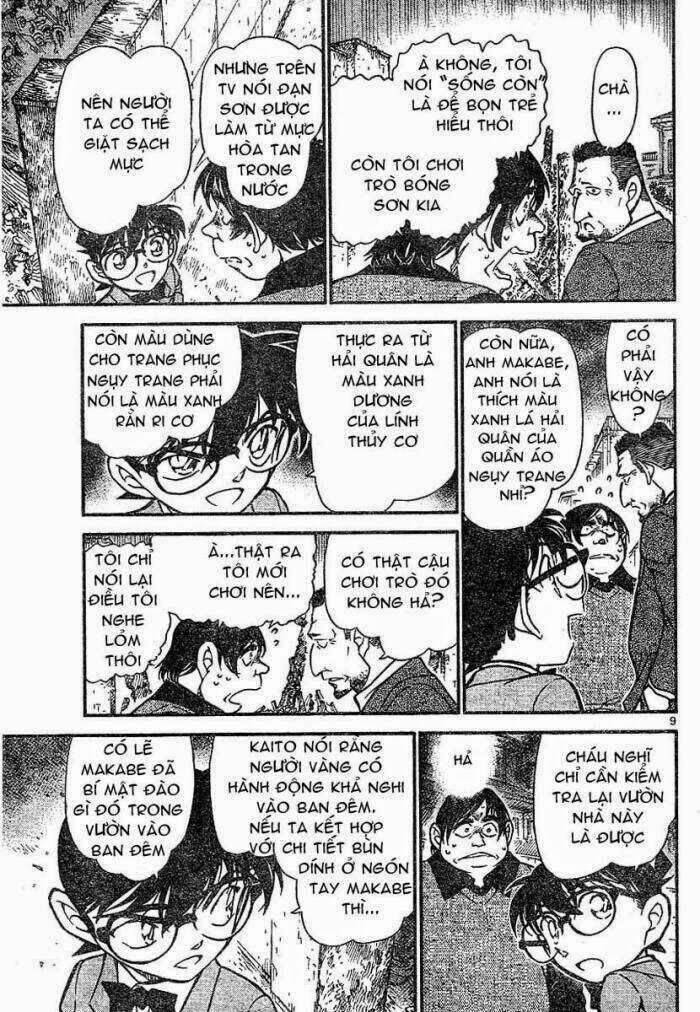 CHÀ
...
À KHÔNG, TÔI
NÓI "SỐNG CÒN"
LÀ ĐỂ BỌN TRẺ
HIỂU THÔI
CÒN TÔI CHƠI
TRÒ BÓNG
SƠN KIA
NHƯNG TRÊN
TV NÓI ĐẠN
SƠN ĐƯỢC
LÀM TỪ MỰC
HÒA TAN
TRONG
NƯỚC
NÊN NGƯỜI
TA CÓ THỂ
GIẶT SẠCH
MỰC
CÓ
PHẢI
VẬY
KHÔNG?
CÒN NỮA,
ANH MAKABE,
ANH NÓI LÀ
THÍCH MÀU
XANH LÁ HẢI
QUÂN CỦA
QUẦN ÁO
NGỤY TRANG
NHỈ?
THỰC RA TỪ
HẢI QUÂN LÀ
MÀU XANH
DƯƠNG
CỦA LÍNH
THỦY CƠ
CÒN MÀU DÙNG
CHO TRANG PHỤC
NGỤY TRANG PHẢI
NÓI LÀ MÀU XANH
RẰN RI CƠ
CÓ THẬT CẬU
CHƠI TRÒ ĐÓ
KHÔNG HẢ?
À...THẬT RA
TÔI MỚI
CHƠI NÊN...
TÔI CHỈ
NÓI LẠI
ĐIỀU TÔI
NGHE
LỎM
THÔI
9
CHÁU NGHĨ
CHỈ CẦN KIỂM
TRA LẠI VƯỜN
NHÀ NÀY
LÀ ĐƯỢC
HẢ
KAITO NÓI RẰNG
NGƯỜI VÀNG CÓ
HÀNH ĐỘNG KHẢ NGHI
VÀO BAN ĐÊM.
NẾU TA KẾT HỢP
VỚI CHI TIẾT BÙN
DÍNH Ở NGÓN
TAY MAKABE
THÌ...
CÓ LẼ
MAKABE ĐÃ
BÍ MẬT ĐÀO
GÌ ĐÓ TRONG
VƯỜN VÀO
BAN ĐÊM